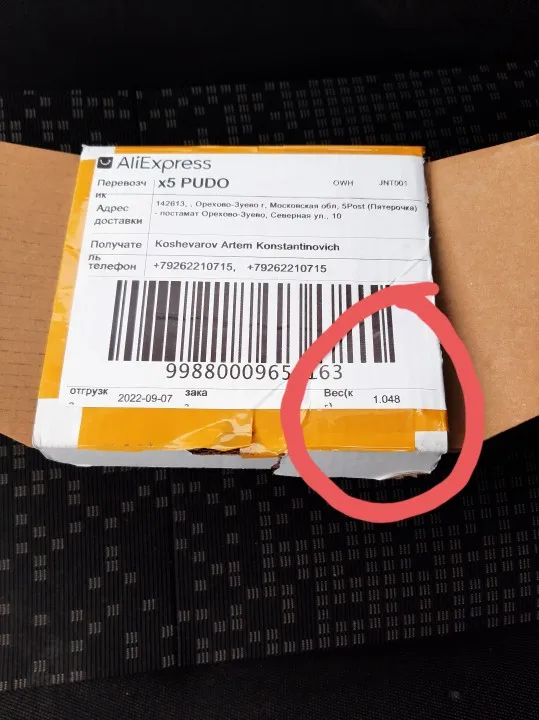 AliExpress
Перевозч
ик
x5 PUDO
OWH
JNT001
Адрес
доставки
142613, , Орехово-Зуево г, Московская обл, 5Post (Пятерочка)
- постамат Орехово-Зуево, Северная ул., 10
Получате
ль
Koshevarov Artem Konstantinovich
телефон
+79262210715, +79262210715
9988000965 163
отгрузк
2022-09-07
зака
Вес(к
г)
1.048